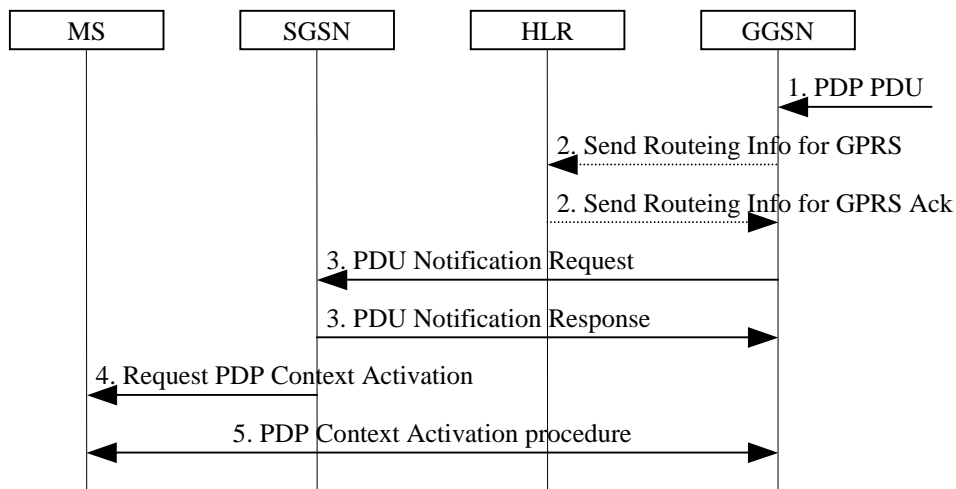 MS SGSN HLR GGSN
1. PDP PDU
2. Send Routeing Info for GPRS
2. Send Routeing Info for GPRS Ack
3. PDU Notification Request
3. PDU Notification Response
4. Request PDP Context Activation
5. PDP Context Activation procedure